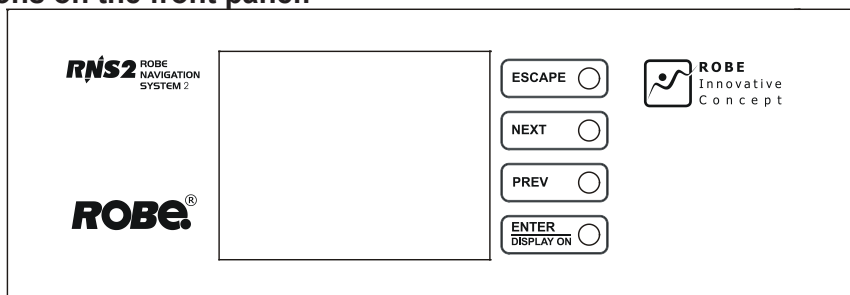 ons on the front panel:
RNS2 ROBE
NAVIGATION
SYSTEM 2
ROBE®
ESCAPE
NEXT
PREV
ENTER
DISPLAY ON
ROBE
Innovative
Concept